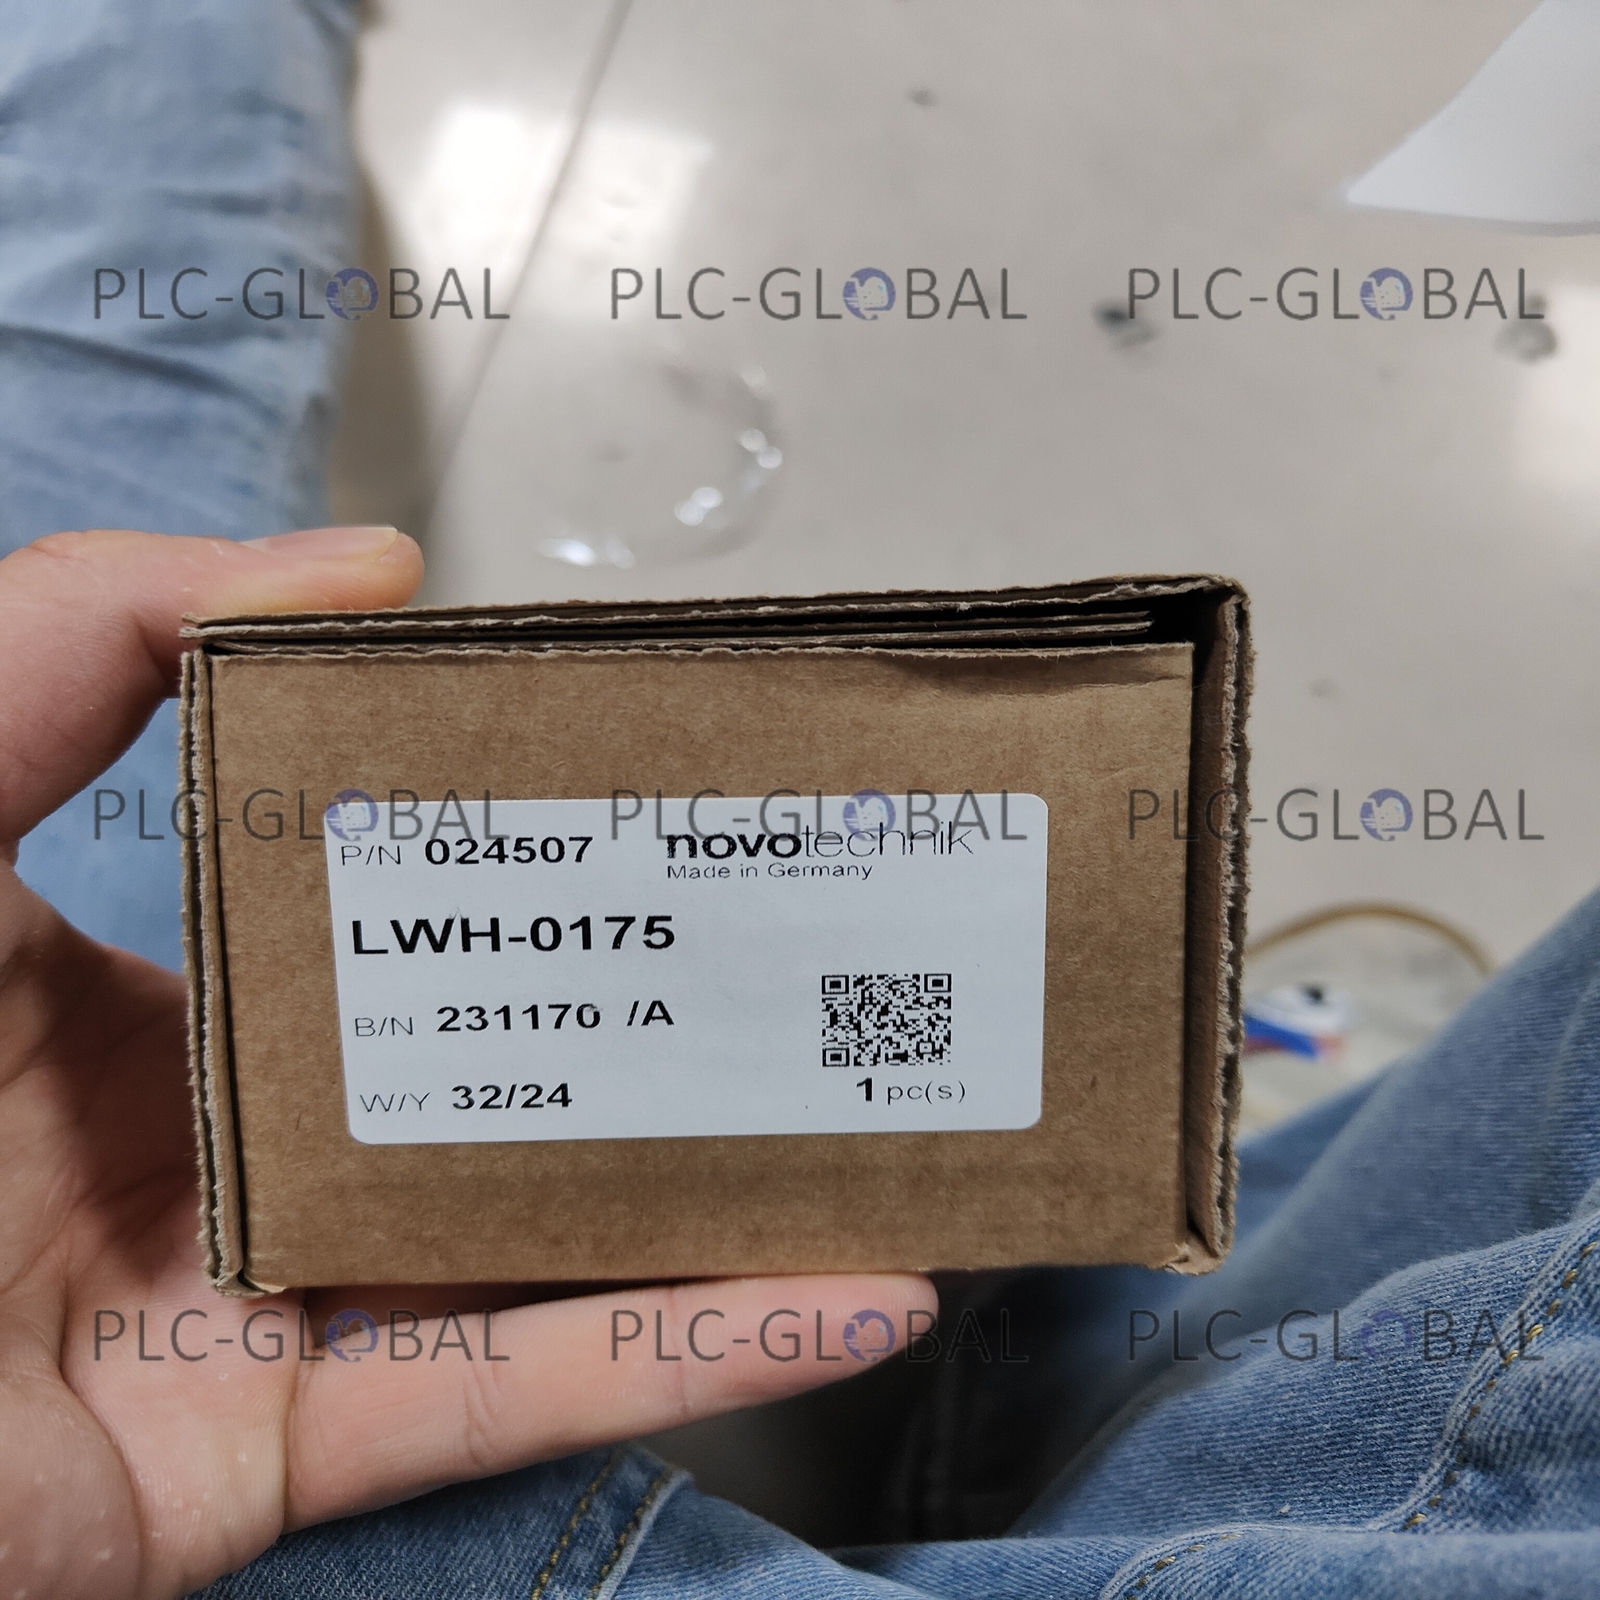 PLC-GLOBAL PLC-GLOBAL PLC-GLOBAL
PLC-GLOBAL PLC-GLOBAL PLC-GLOBAL
P/N 024507 novotechnik
Made in Germany
LWH-0175
B/N 231170 /A
W/Y 32/24 1 pc(s)
PLC-GLOBAL PLC-GLOBAL PLC-GLOBAL